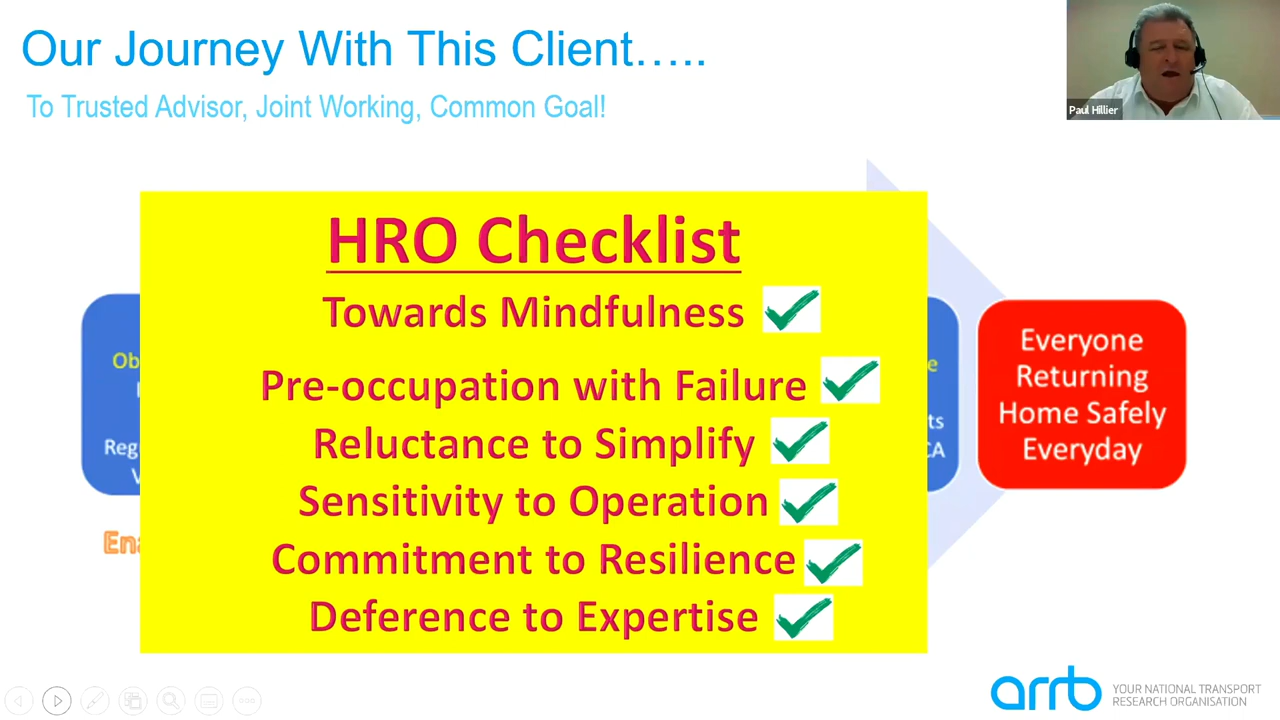 Our Journey With This Client…..
To Trusted Advisor, Joint Working, Common Goal!
Paul Hillier
HRO Checklist
Towards Mindfulness
Pre-occupation with Failure
Reluctance to Simplify
Sensitivity to Operation
Commitment to Resilience
Deference to Expertise
Everyone
Returning
Home Safely
Everyday
arrb
YOUR NATIONAL TRANSPORT
RESEARCH ORGANISATION